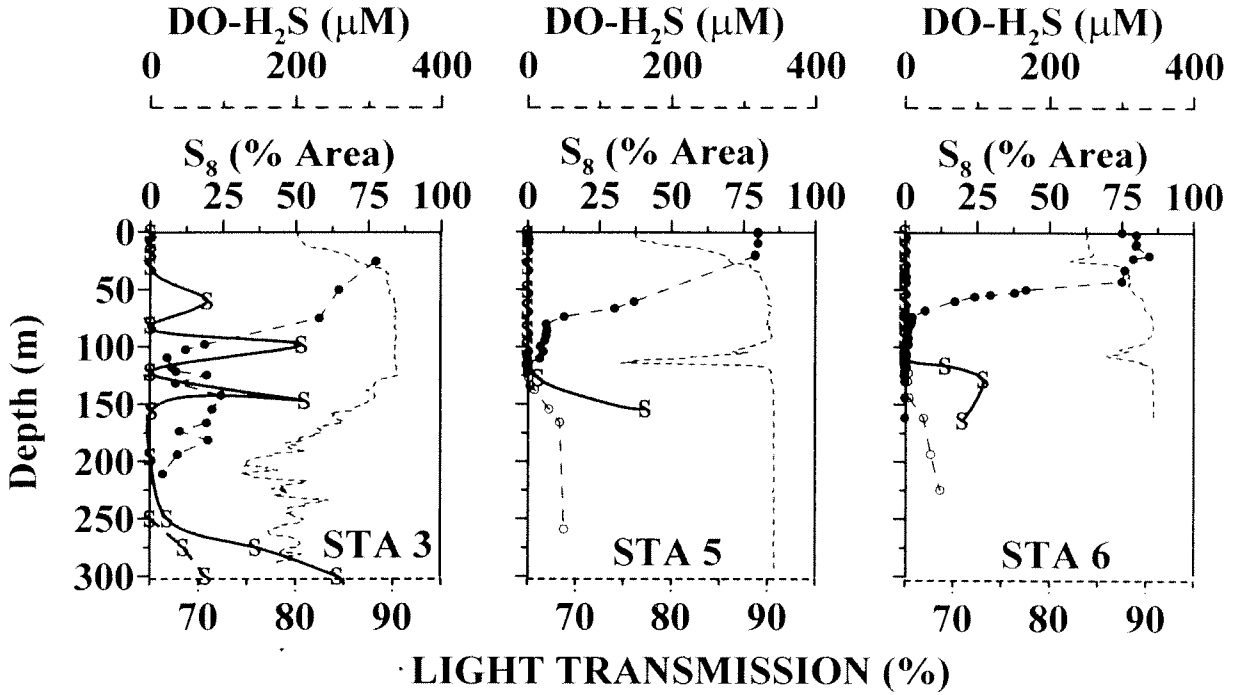 DO-H₂S (μM) DO-H₂S (μM) DO-H₂S (μM)
0 200 400 0 200 400 0 200 400
S₈ (% Area) S₈ (% Area) S₈ (% Area)
0 25 50 75 100 0 25 50 75 100 0 25 50 75 100
0
50
100
150
200
250
300
Depth (m)
S S S S S S S S S S S S S
STA 3 STA 5 STA 6
70 80 90 70 80 90 70 80 90
LIGHT TRANSMISSION (%)